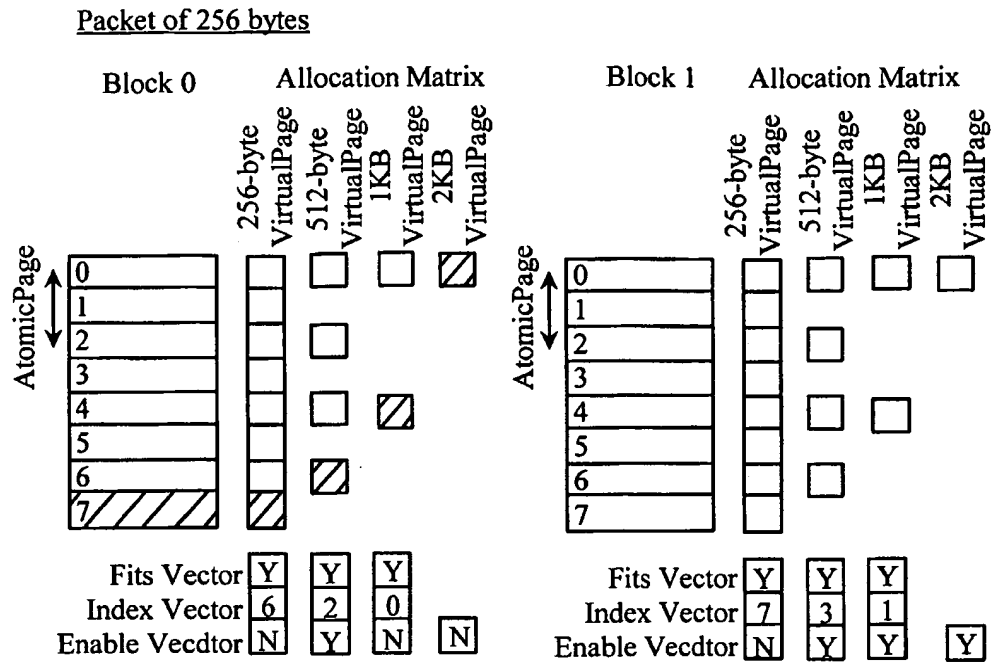 Packet of 256 bytes
Block 0
Allocation Matrix
256-byte
VirtualPage
512-byte
VirtualPage
1KB
VirtualPage
2KB
VirtualPage
AtomicPage
0
1
2
3
4
5
6
7
Fits Vector Y Y Y
Index Vector 6 2 0
Enable Vecdtor N Y N N
Block 1
Allocation Matrix
256-byte
VirtualPage
512-byte
VirtualPage
1KB
VirtualPage
2KB
VirtualPage
AtomicPage
0
1
2
3
4
5
6
7
Fits Vector Y Y Y
Index Vector 7 3 1
Enable Vector N Y Y Y